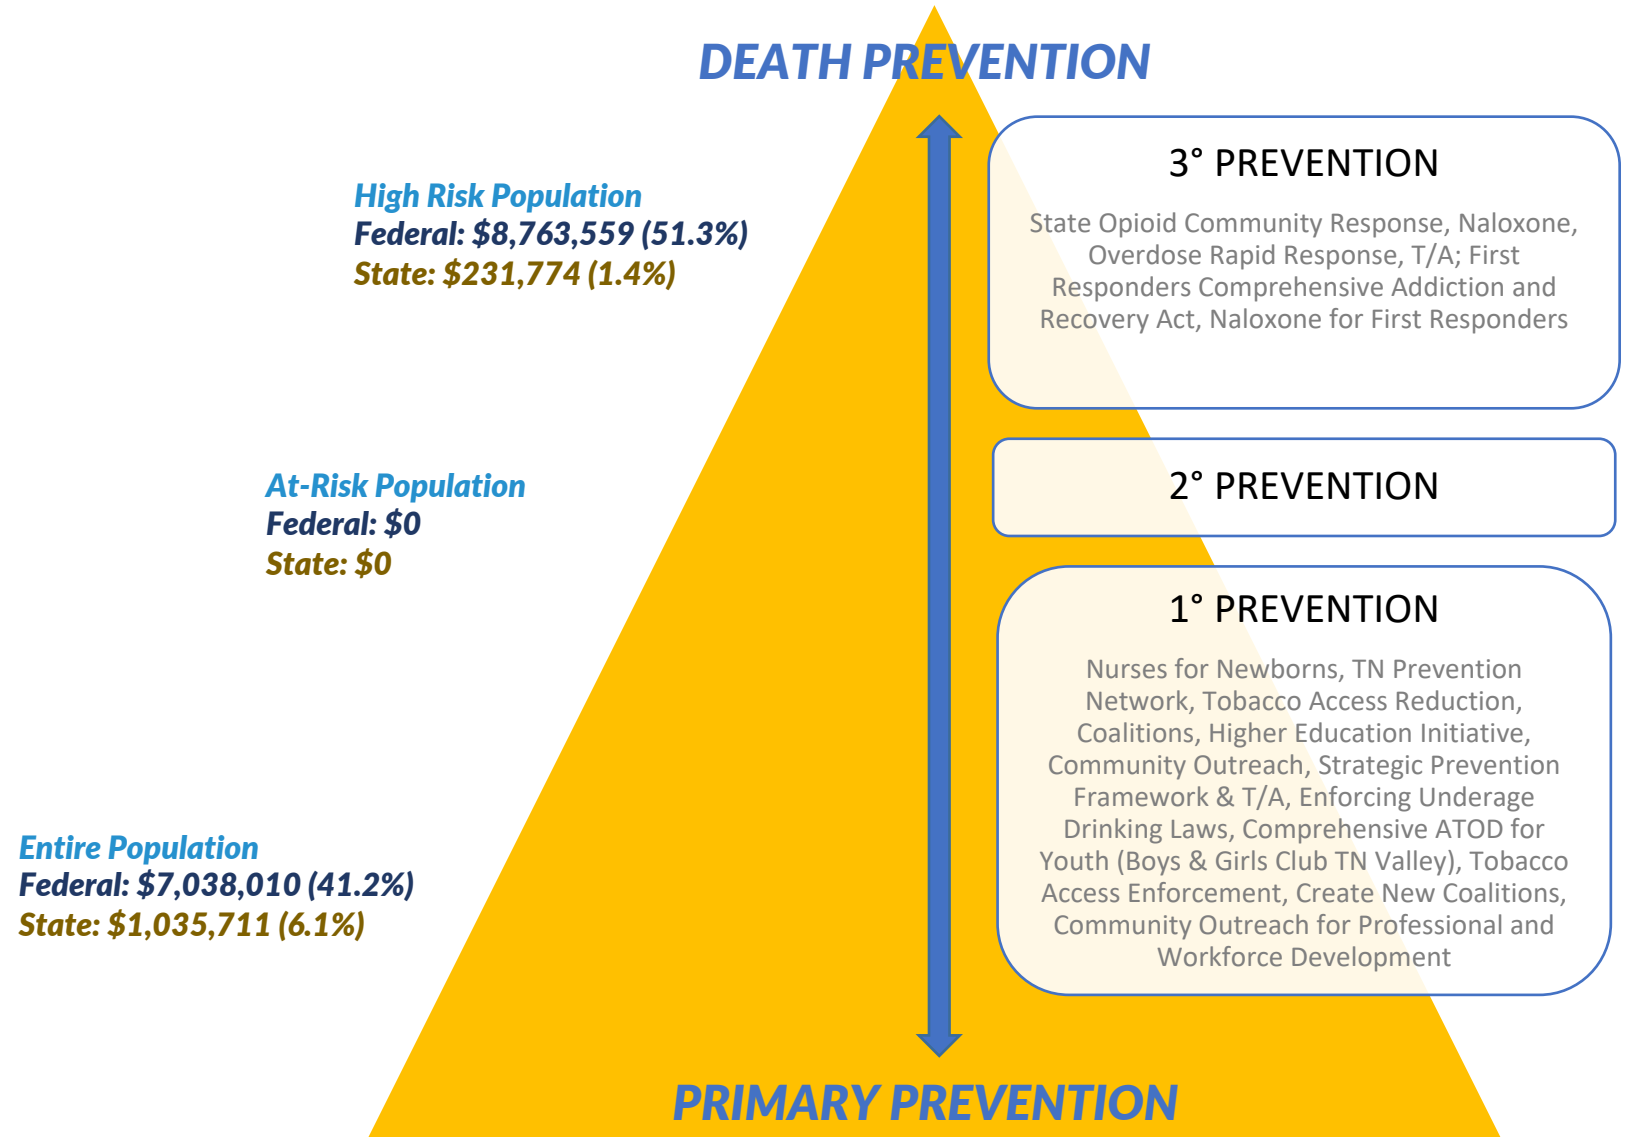 DEATH PREVENTION
High Risk Population
Federal: $8,763,559 (51.3%)
State: $231,774 (1.4%)
3° PREVENTION
State Opioid Community Response, Naloxone,
Overdose Rapid Response, T/A; First
Responders Comprehensive Addiction and
Recovery Act, Naloxone for First Responders
At-Risk Population
Federal: $0
State: $0
2° PREVENTION
Entire Population
Federal: $7,038,010 (41.2%)
State: $1,035,711 (6.1%)
1° PREVENTION
Nurses for Newborns, TN Prevention
Network, Tobacco Access Reduction,
Coalitions, Higher Education Initiative,
Community Outreach, Strategic Prevention
Framework & T/A, Enforcing Underage
Drinking Laws, Comprehensive ATOD for
Youth (Boys & Girls Club TN Valley), Tobacco
Access Enforcement, Create New Coalitions,
Community Outreach for Professional and
Workforce Development
PRIMARY PREVENTION